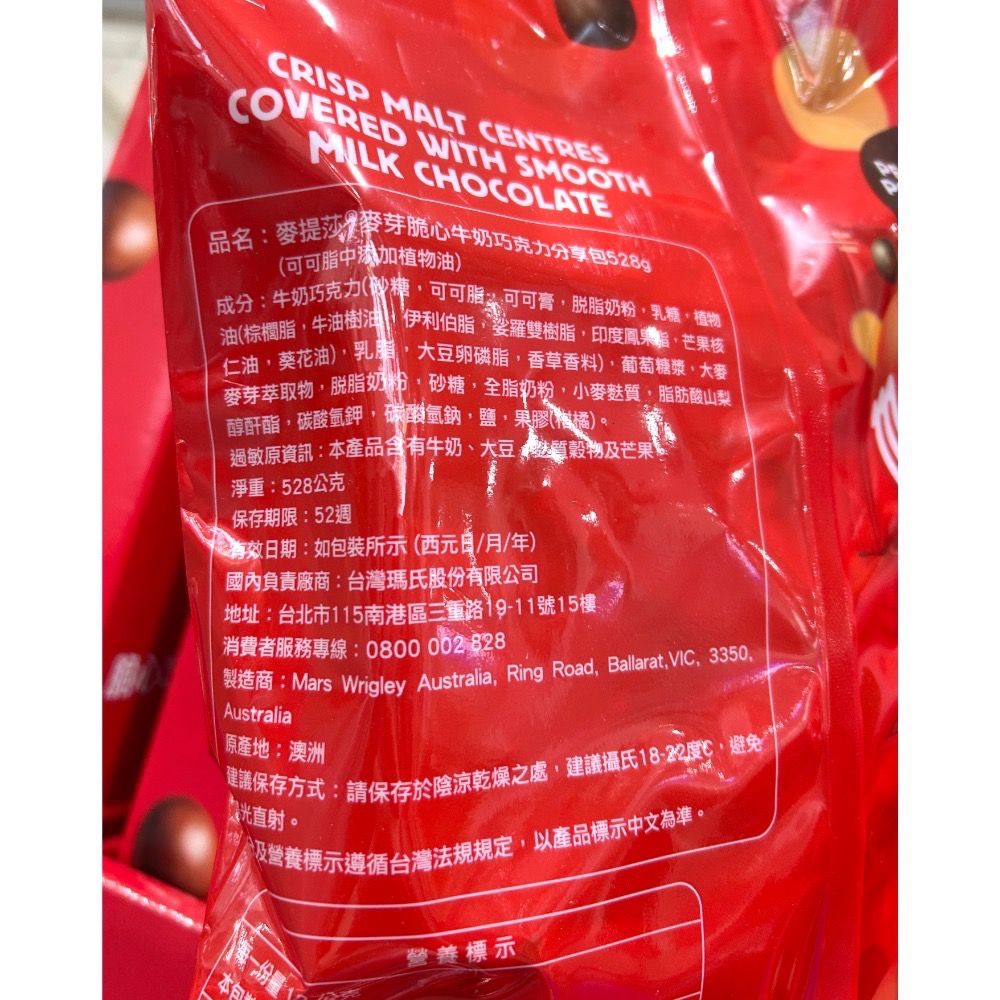 CRISP MALT CENTRES
COVERED WITH SMOOTH
MILK CHOCOLATE
品名：麥提莎®麥芽脆心牛奶巧克力分享包528g
(可可脂中添加植物油)
成分：牛奶巧克力(砂糖，可可脂，可可膏，脫脂奶粉，乳糖，植物
油(棕櫚脂，牛油樹油，伊利伯脂，娑羅雙樹脂，印度鳳果脂，芒果核
仁油，葵花油)，乳脂，大豆卵磷脂，香草香料)，葡萄糖漿，大麥
麥芽萃取物，脫脂奶粉，砂糖，全脂奶粉，小麥麩質，脂肪酸山梨
醇酐酯，碳酸氫鉀，碳酸氫鈉，鹽，果膠(柑橘)。
過敏原資訊：本產品含有牛奶、大豆、麩質穀物及芒果
淨重：528公克
保存期限：52週
有效日期：如包裝所示 (西元日/月/年)
國內負責廠商：台灣瑪氏股份有限公司
地址：台北市115南港區三重路19-11號15樓
消費者服務專線：0800 002 828
製造商：Mars Wrigley Australia, Ring Road, Ballarat,VIC, 3350,
Australia
原產地：澳洲
建議保存方式：請保存於陰涼乾燥之處，建議攝氏18-22度C，避免
陽光直射。
及營養標示遵循台灣法規規定，以產品標示中文為準。
營養標示
每一份量